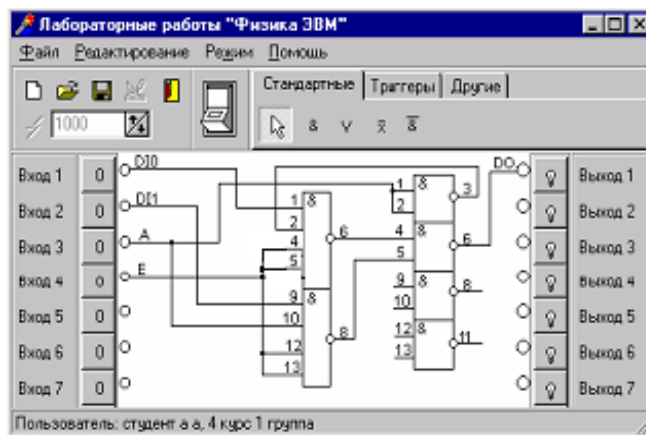 Лабораторные работы "Физика ЭВМ"
Файл Редактирование Режим Помощь
Стандартные Триггеры Другие
1000
& V x &
Вход 1 0 DI0 DO Выход 1
Вход 2 0 DI1 Выход 2
Вход 3 0 A Выход 3
Вход 4 0 E Выход 4
Вход 5 0 Выход 5
Вход 6 0 Выход 6
Вход 7 0 Выход 7
1 &
2
4
5
6
9 &
10
12
13
8
1 &
2
3
4 &
5
6
9 &
10
8
12 &
13
11
Пользователь: студент а а, 4 курс 1 группа